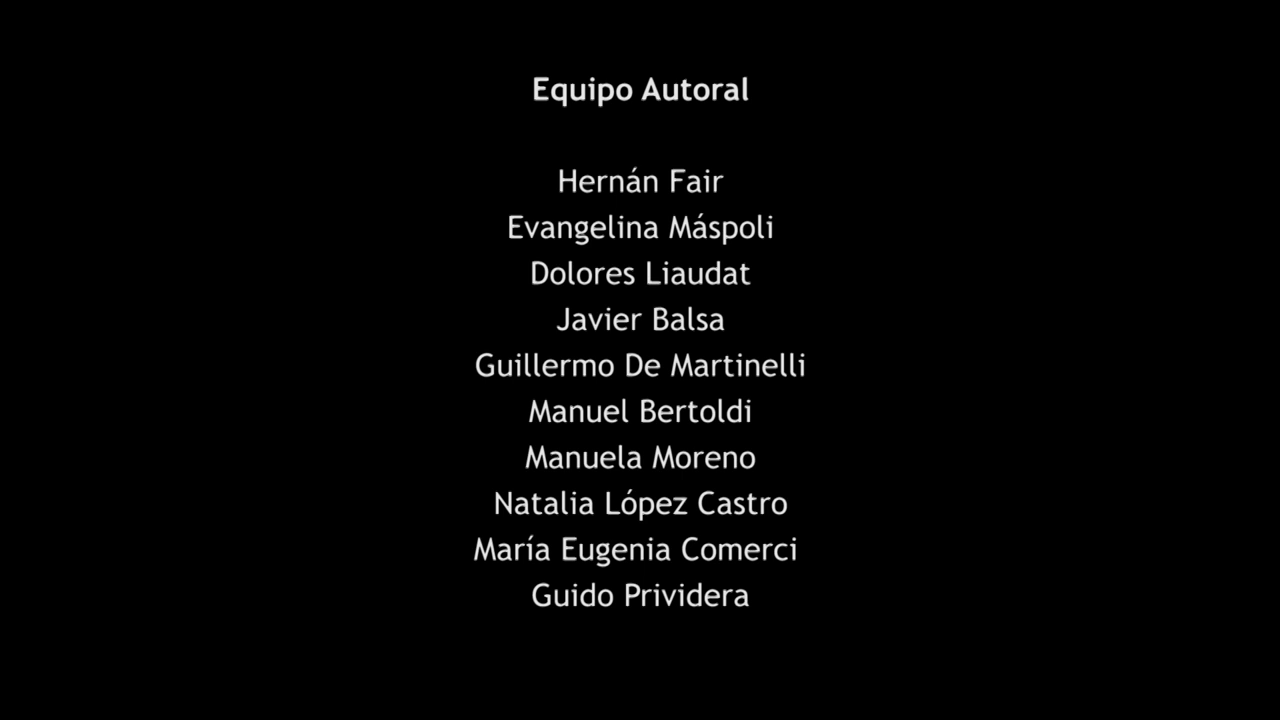 Equipo Autoral
Hernán Fair
Evangelina Máspoli
Dolores Liaudat
Javier Balsa
Guillermo De Martinelli
Manuel Bertoldi
Manuela Moreno
Natalia López Castro
María Eugenia Comerci
Guido Prividera